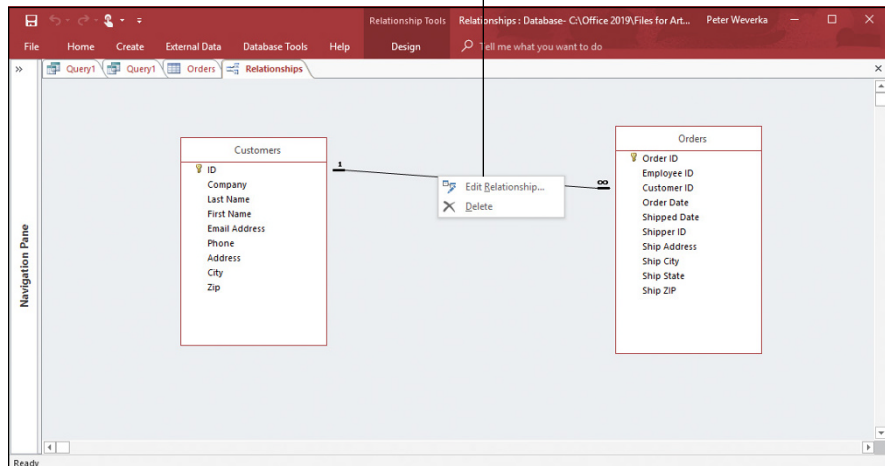 Relationship Tools Relationships : Database- C:\Office 2019\Files for Art... Peter Weverka
File Home Create External Data Database Tools Help Design Tell me what you want to do
» Query1 Query1 Orders Relationships
Navigation Pane
Customers
ID
Company
Last Name
First Name
Email Address
Phone
Address
City
Zip
1
Edit Relationship...
Delete
∞
Orders
Order ID
Employee ID
Customer ID
Order Date
Shipped Date
Shipper ID
Ship Address
Ship City
Ship State
Ship ZIP
Ready